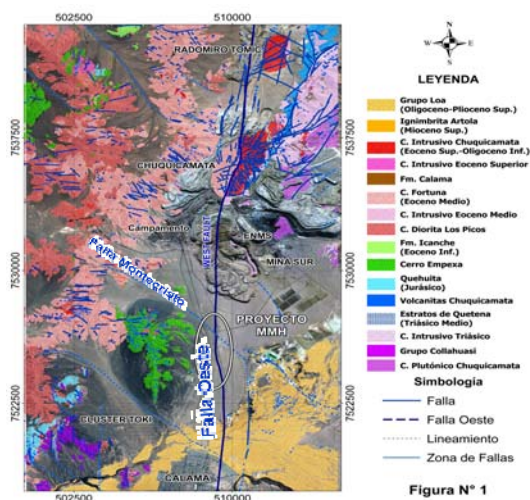 502500
510000
N
W E
S
RADOMIRO TOMIC
7537500
7537500
CHUQUICAMATA
Campamento
WEST FAULT
ENMS
MINA SUR
7530000
7530000
Falla Montecristo
PROYECTO
MMH
Falla Oeste
7522500
7522500
CLUSTER TOKI
CALAMA
502500
510000
LEYENDA
Grupo Loa
(Oligoceno-Plioceno Sup.)
Ignimbrita Artola
(Mioceno Sup.)
C. Intrusivo Chuquicamata
(Eoceno Sup.-Oligoceno Inf.)
C. Intrusivo Eoceno Superior
Fm. Calama
C. Fortuna
(Eoceno Medio)
C. Intrusivo Eoceno Medio
C. Diorita Los Picos
Fm. Icanche
(Eoceno Inf.)
Cerro Empexa
Quehuita
(Jurásico)
Volcanitas Chuquicamata
Estratos de Quetena
(Triásico Medio)
C. Intrusivo Triásico
Grupo Collahuasi
C. Plutónico Chuquicamata
Simbología
Falla
Falla Oeste
Lineamiento
Zona de Fallas
Figura N° 1